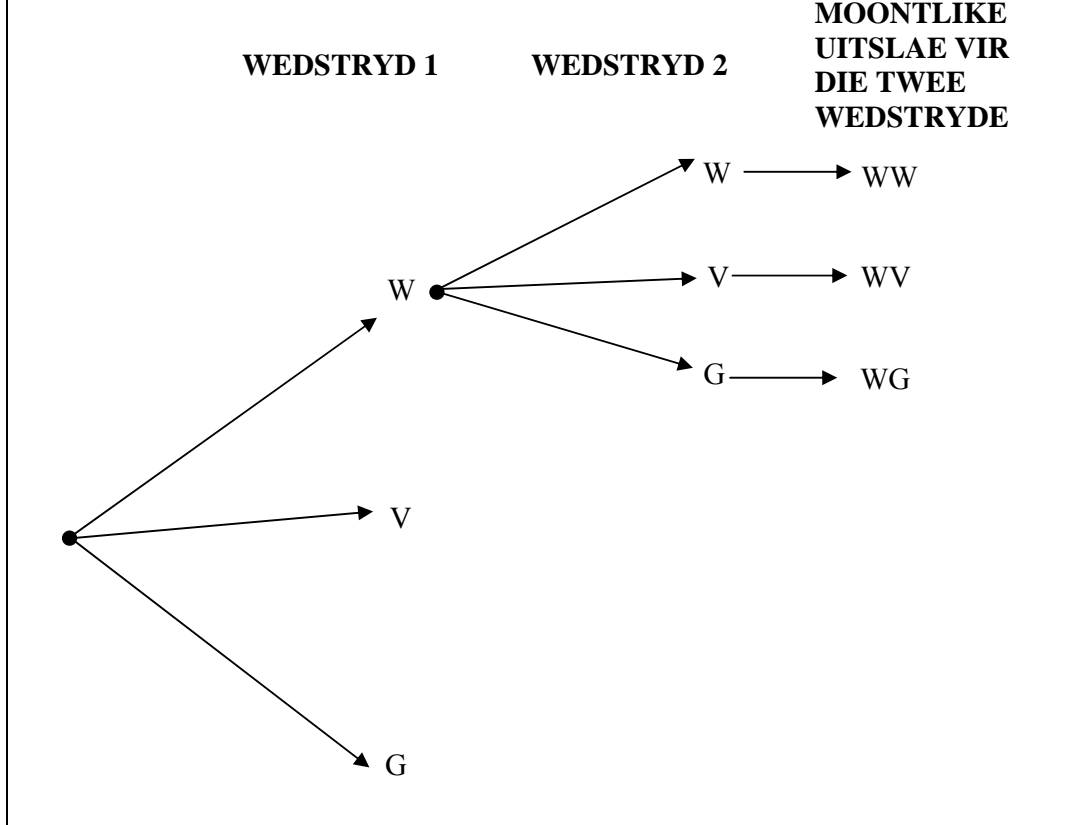 MOONTLIKE
UITSLAE VIR
DIE TWEE
WEDSTRYDE
WEDSTRYD 1 WEDSTRYD 2
W WW
W V WV
G WG
V
G